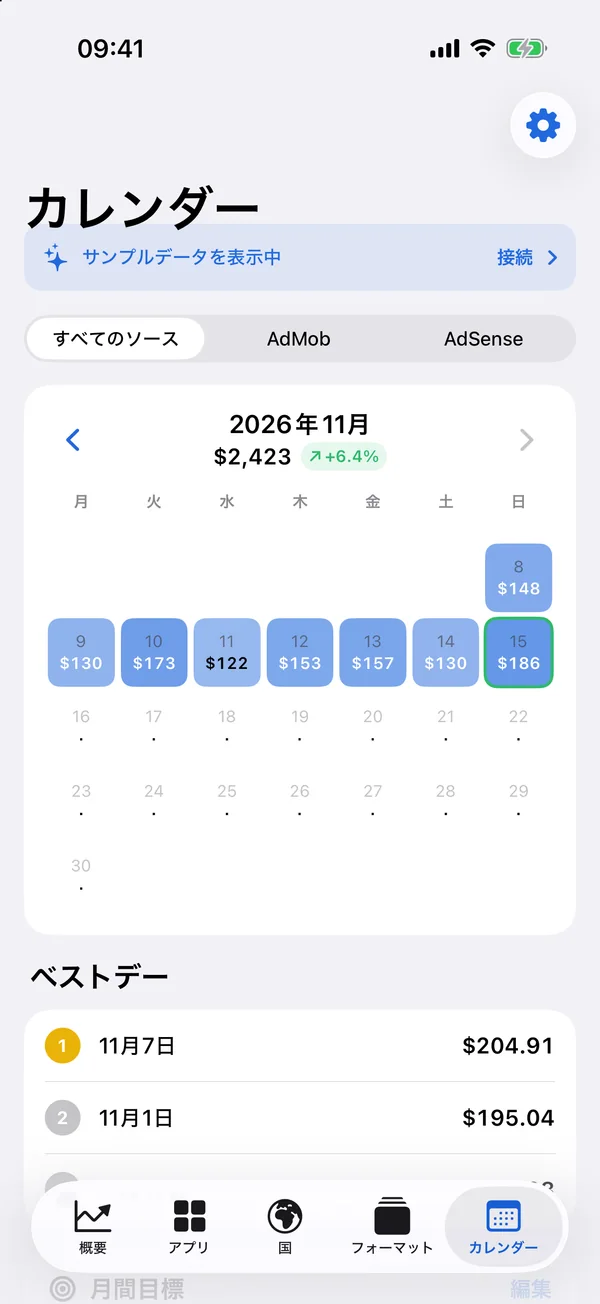 09:41
カレンダー
サンプルデータを表示中 接続
すべてのソース AdMob AdSense
2026年11月
$2,423 +6.4%
月 火 水 木 金 土 日
8
$148
9 10 11 12 13 14 15
$130 $173 $122 $153 $157 $130 $186
16 17 18 19 20 21 22
. . . . . . .
23 24 25 26 27 28 29
. . . . . . .
30
.
ベストデー
1 11月7日 $204.91
2 11月1日 $195.04
概要 アプリ 国 フォーマット カレンダー
月間目標 編集